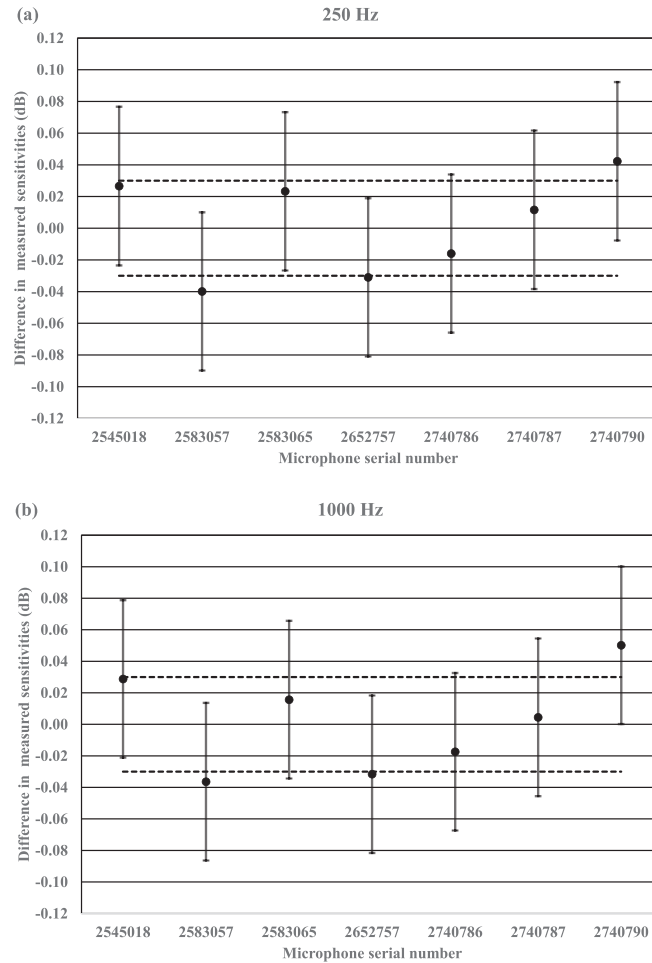 (a)
250 Hz
0.12
0.10
0.08
0.06
0.04
0.02
0.00
-0.02
-0.04
-0.06
-0.08
-0.10
-0.12
Difference in measured sensitivities (dB)
2545018 2583057 2583065 2652757 2740786 2740787 2740790
Microphone serial number
(b)
1000 Hz
0.12
0.10
0.08
0.06
0.04
0.02
0.00
-0.02
-0.04
-0.06
-0.08
-0.10
-0.12
Difference in measured sensitivities (dB)
2545018 2583057 2583065 2652757 2740786 2740787 2740790
Microphone serial number